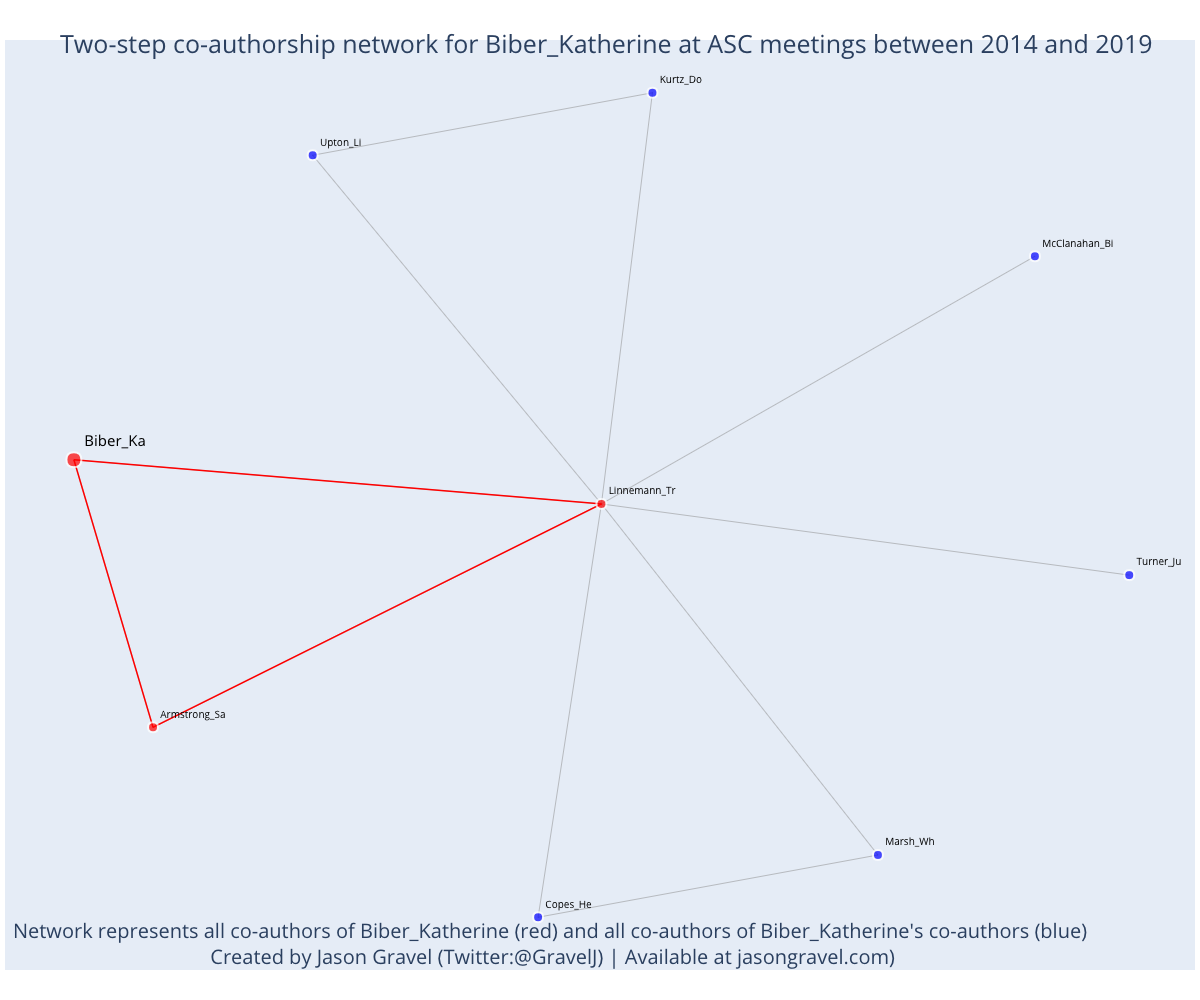 Two-step co-authorship network for Biber_Katherine at ASC meetings between 2014 and 2019
Kurtz_Do
Upton_Li
McClanahan_Bi
Biber_Ka
Linnemann_Tr
Turner_Ju
Armstrong_Sa
Marsh_Wh
Copes_He
Network represents all co-authors of Biber_Katherine (red) and all co-authors of Biber_Katherine's co-authors (blue)
Created by Jason Gravel (Twitter:@GravelJ) | Available at jasongravel.com)